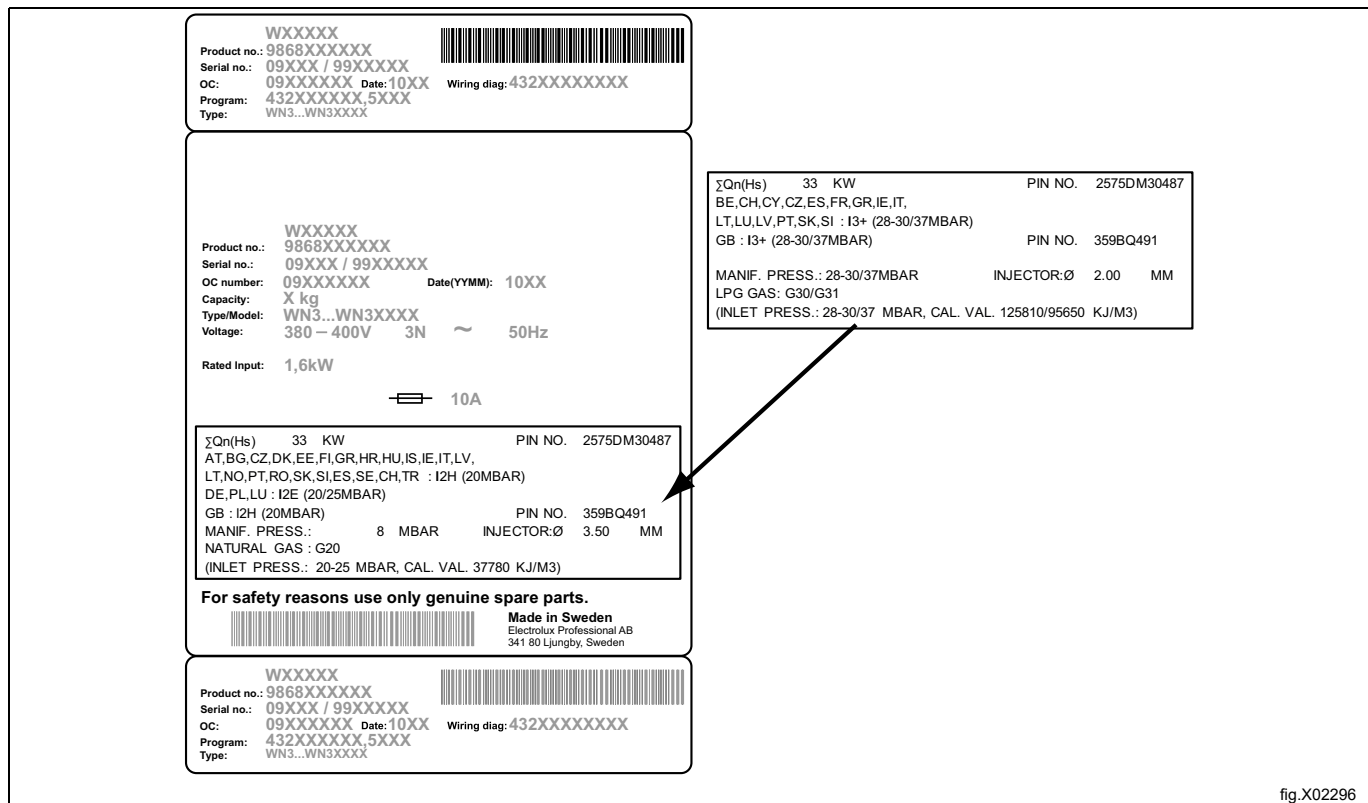 WXXXXX
Product no.: 9868XXXXXX
Serial no.: 09XXX / 99XXXXX
OC: 09XXXXXX Date: 10XX Wiring diag: 432XXXXXXXX
Program: 432XXXXXX,5XXX
Type: WN3...WN3XXXX
WXXXXX
Product no.: 9868XXXXXX
Serial no.: 09XXX / 99XXXXX
OC number: 09XXXXXX Date(YYMM): 10XX
Capacity: X kg
Type/Model: WN3...WN3XXXX
Voltage: 380 – 400V 3N ~ 50Hz
Rated Input: 1,6kW
10A
∑Qn(Hs) 33 KW PIN NO. 2575DM30487
AT,BG,CZ,DK,EE,FI,GR,HR,HU,IS,IE,IT,LV,
LT,NO,PT,RO,SK,SI,ES,SE,CH,TR : I2H (20MBAR)
DE,PL,LU : I2E (20/25MBAR)
GB : I2H (20MBAR) PIN NO. 359BQ491
MANIF. PRESS.: 8 MBAR INJECTOR:Ø 3.50 MM
NATURAL GAS : G20
(INLET PRESS.: 20-25 MBAR, CAL. VAL. 37780 KJ/M3)
For safety reasons use only genuine spare parts.
Made in Sweden
Electrolux Professional AB
341 80 Ljungby, Sweden
WXXXXX
Product no.: 9868XXXXXX
Serial no.: 09XXX / 99XXXXX
OC: 09XXXXXX Date: 10XX Wiring diag: 432XXXXXXXX
Program: 432XXXXXX,5XXX
Type: WN3...WN3XXXX
∑Qn(Hs) 33 KW PIN NO. 2575DM30487
BE,CH,CY,CZ,ES,FR,GR,IE,IT,
LT,LU,LV,PT,SK,SI : I3+ (28-30/37MBAR)
GB : I3+ (28-30/37MBAR) PIN NO. 359BQ491
MANIF. PRESS.: 28-30/37MBAR INJECTOR:Ø 2.00 MM
LPG GAS: G30/G31
(INLET PRESS.: 28-30/37 MBAR, CAL. VAL. 125810/95650 KJ/M3)
fig.X02296